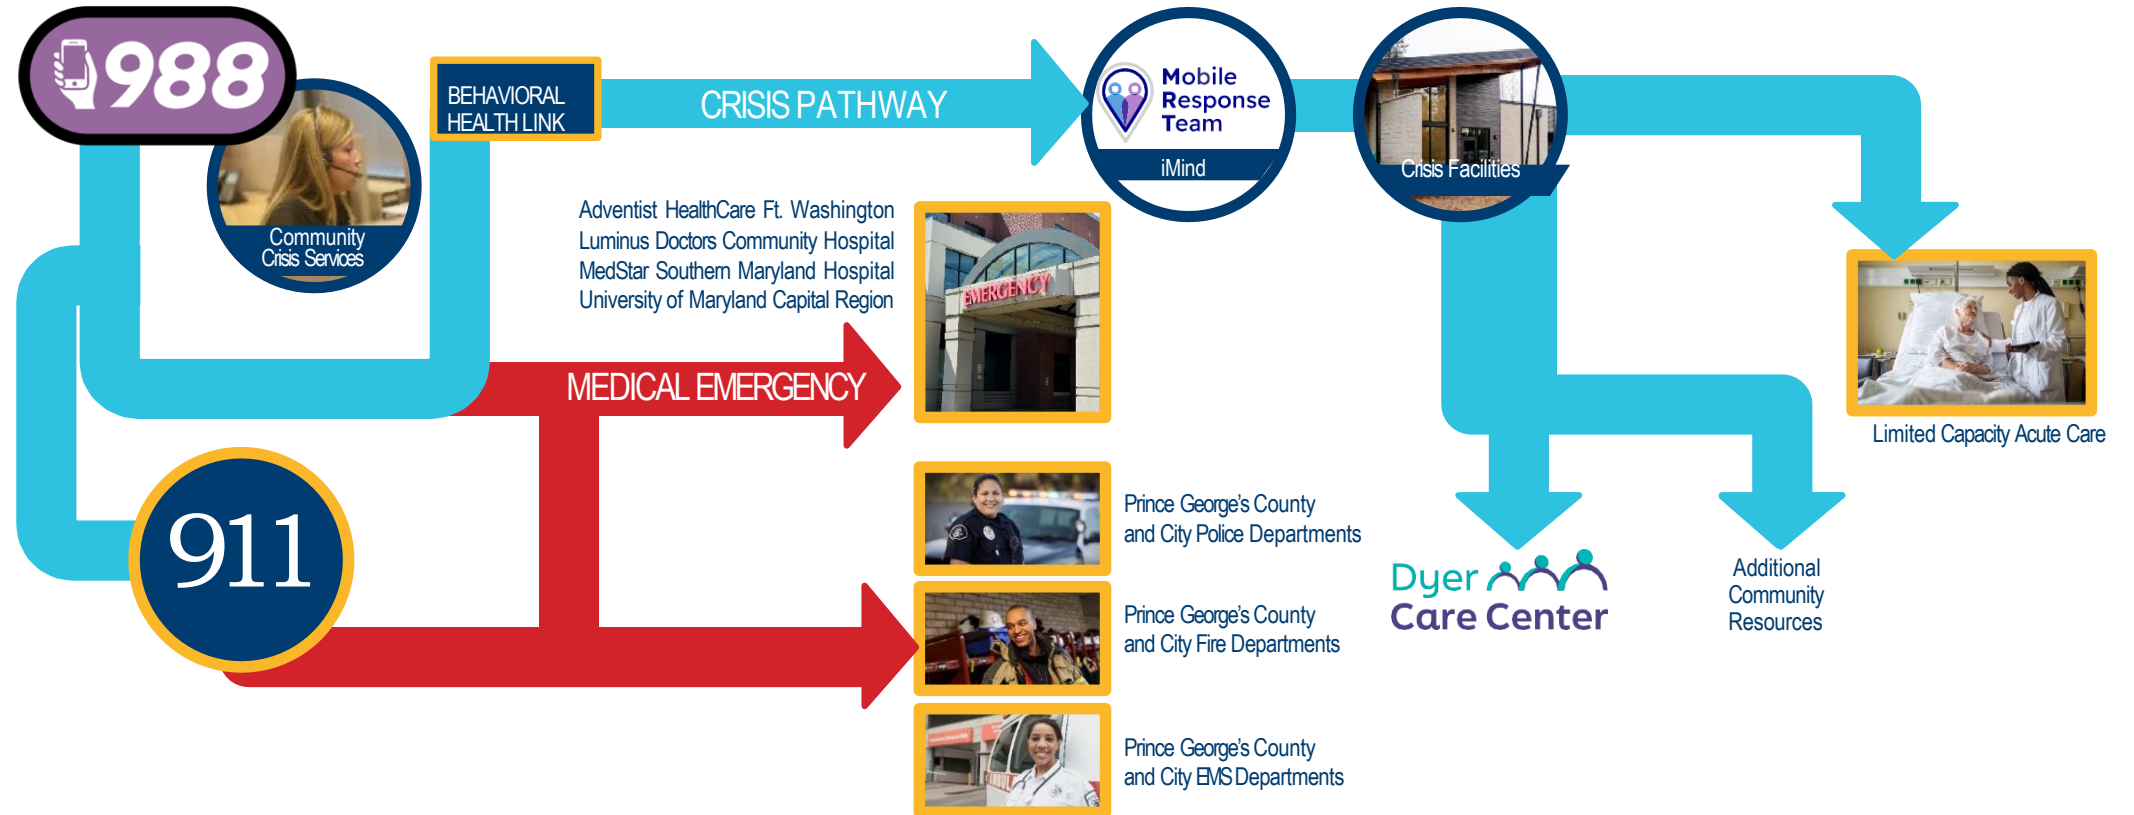 988
BEHAVIORAL
HEALTH LINK
CRISIS PATHWAY
Mobile
Response
Team
iMind
Crisis Facilities
Community
Crisis Services
Adventist HealthCare Ft. Washington
Luminus Doctors Community Hospital
MedStar Southern Maryland Hospital
University of Maryland Capital Region
EMERGENCY
MEDICAL EMERGENCY
Limited Capacity Acute Care
911
Prince George's County
and City Police Departments
Prince George's County
and City Fire Departments
Prince George's County
and City EMS Departments
Dyer
Care Center
Additional
Community
Resources